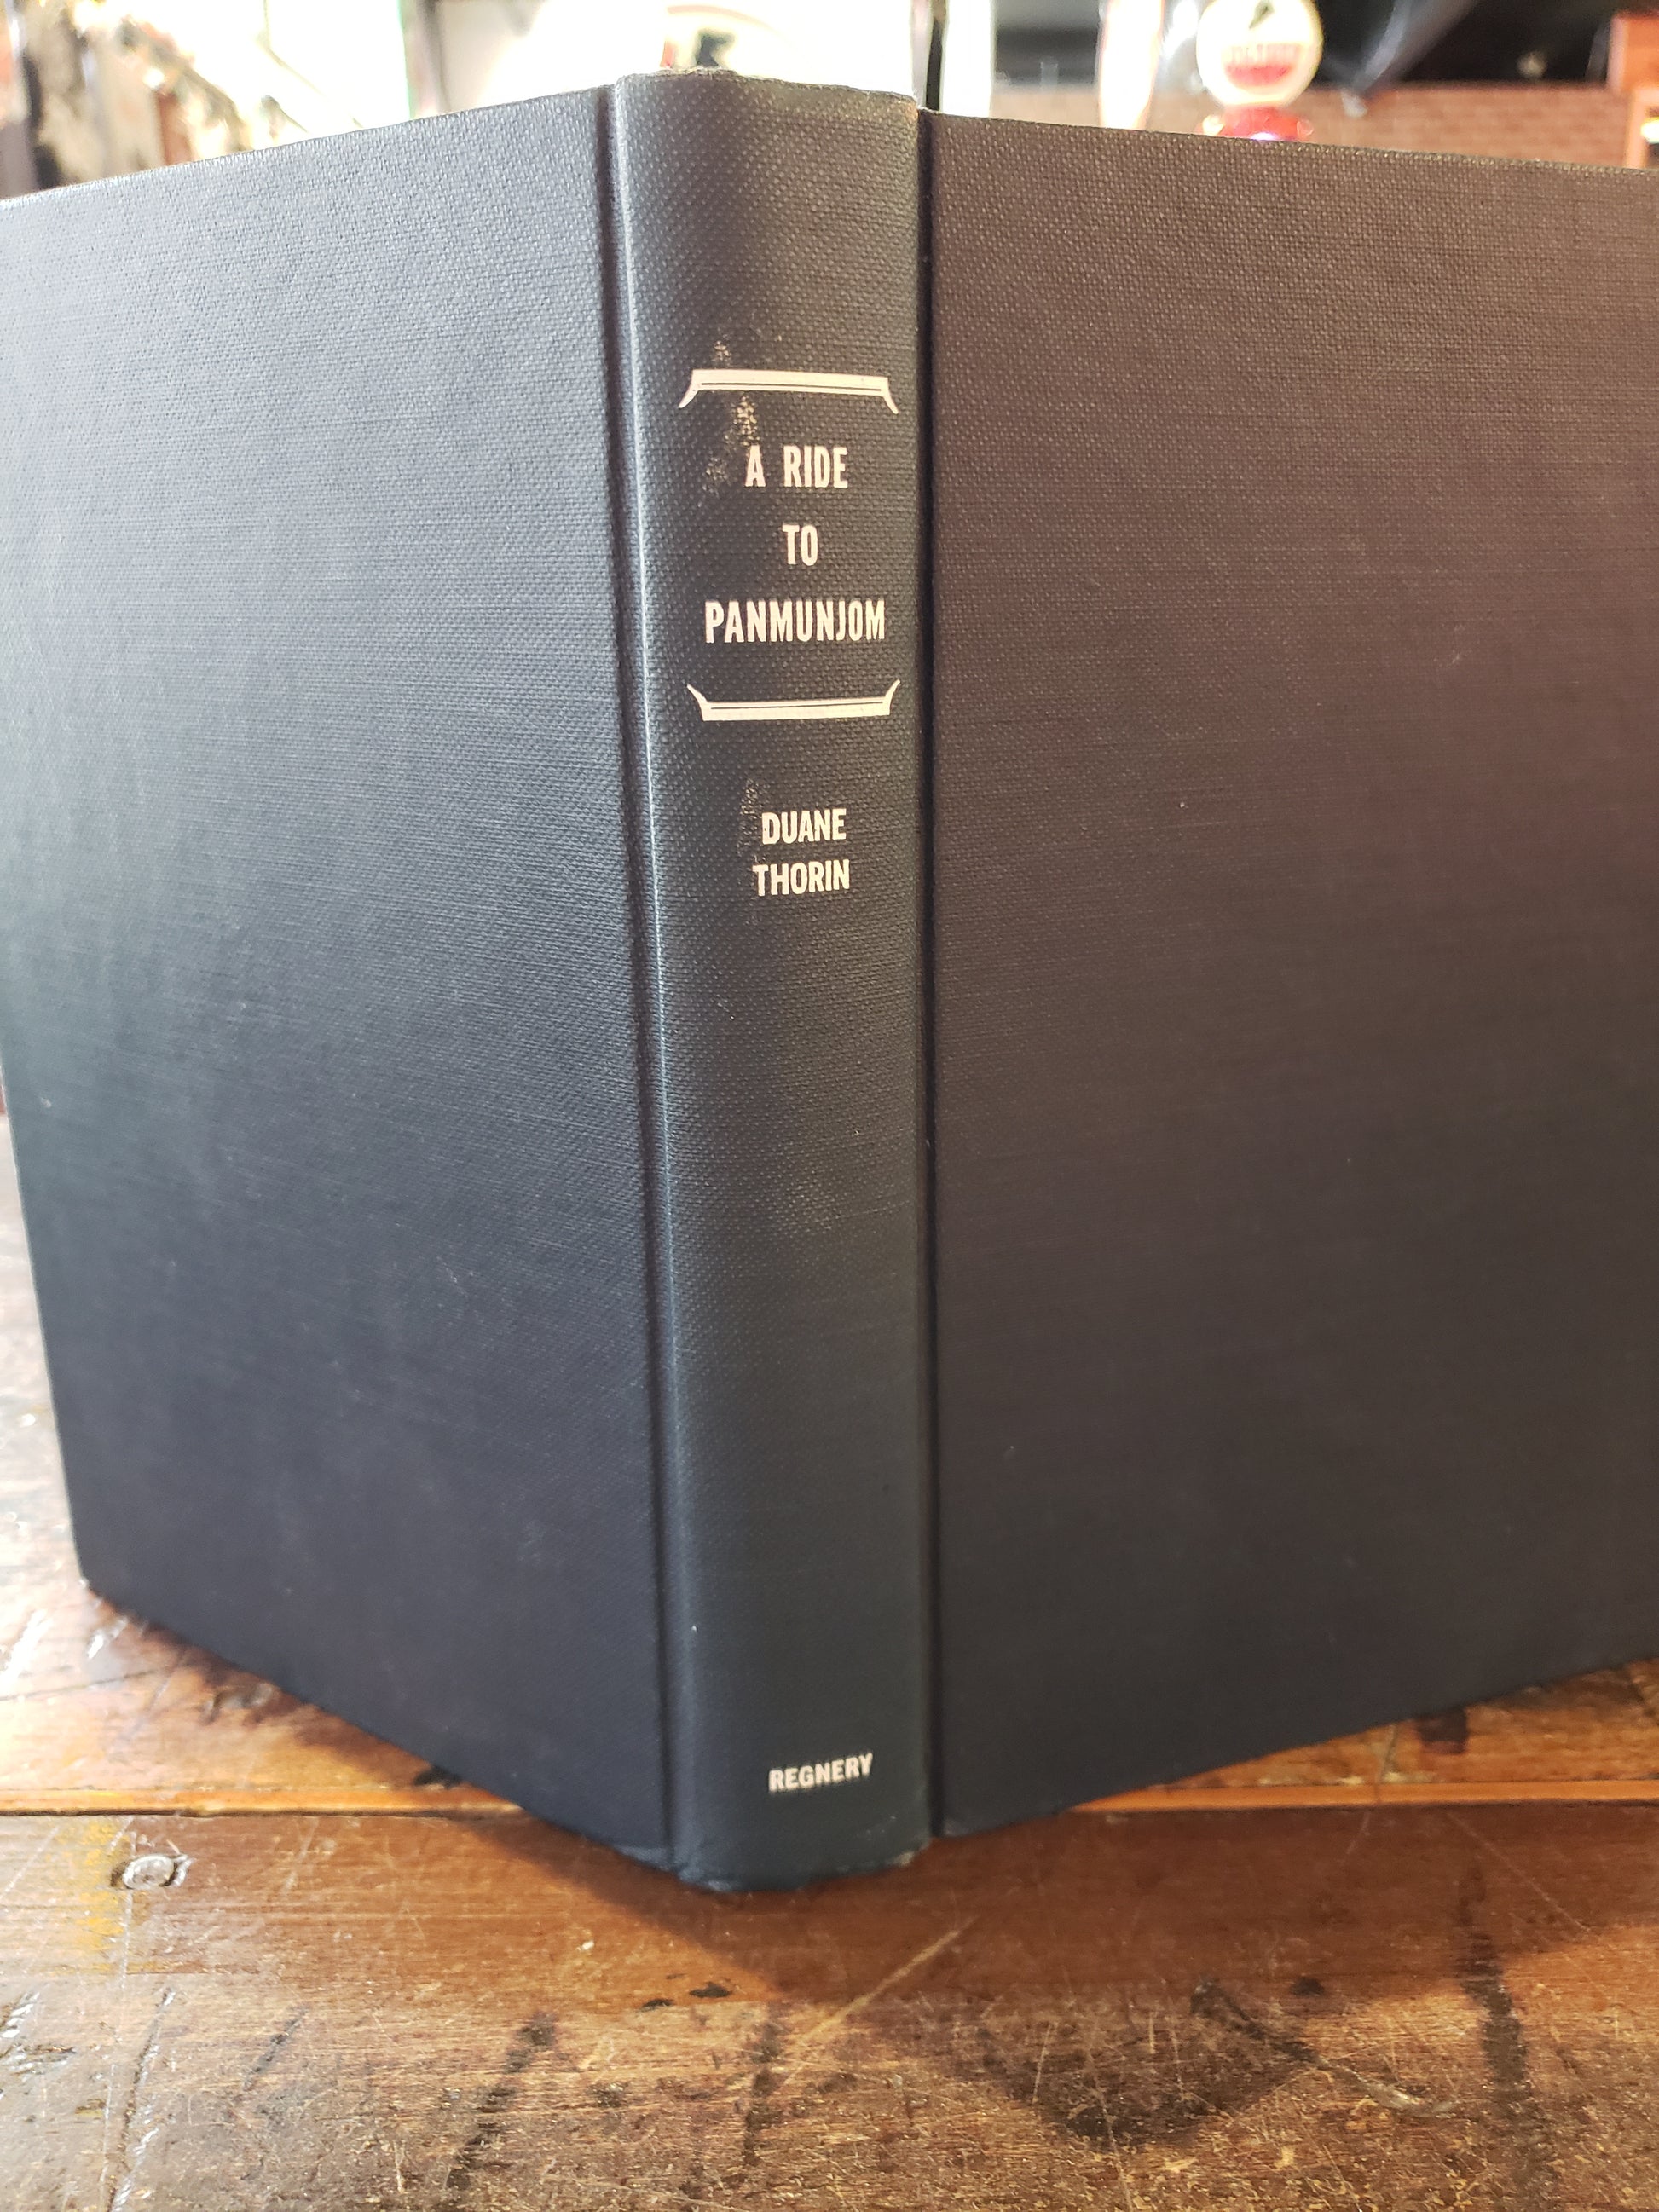 A RIDE
TO
PANMUNJOM
DUANE
THORIN
REGNERY